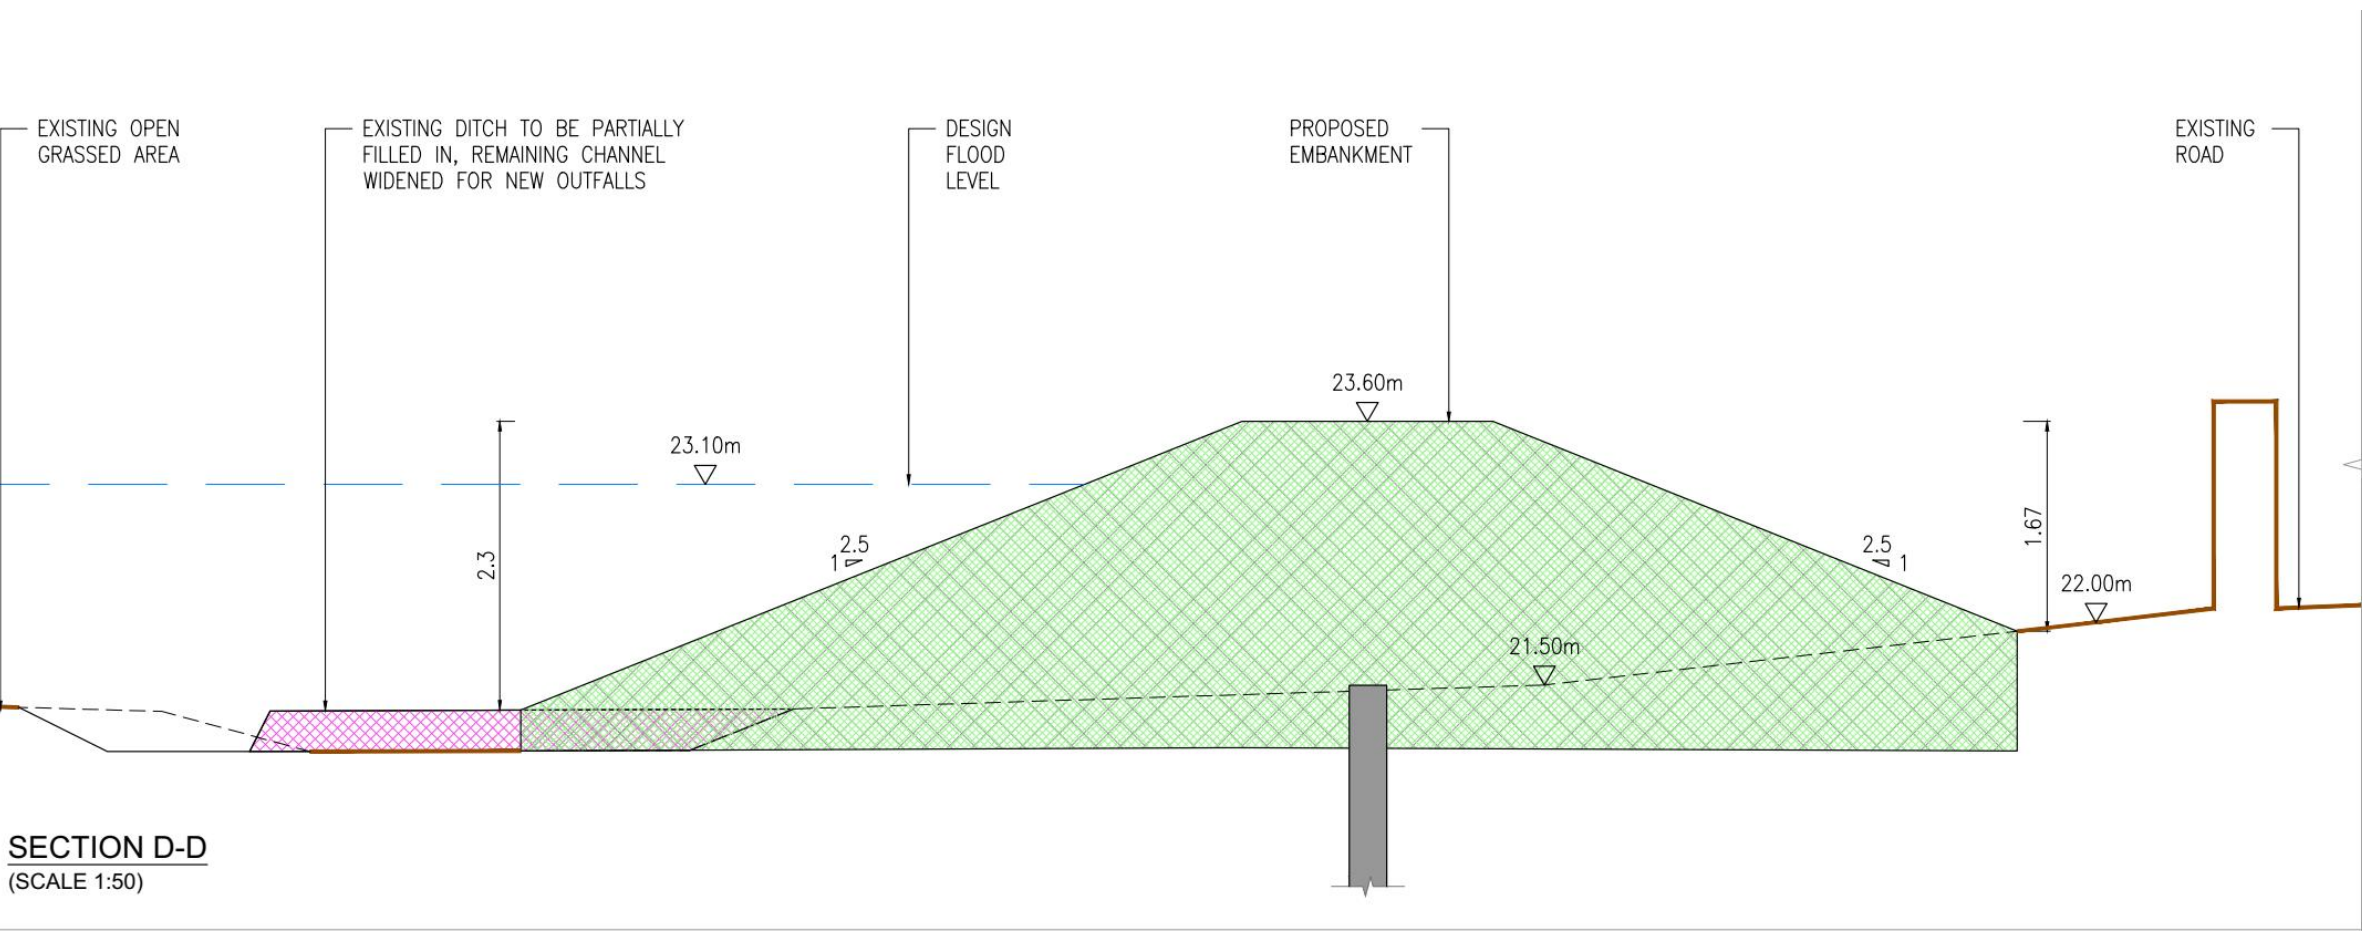 EXISTING OPEN
GRASSED AREA
EXISTING DITCH TO BE PARTIALLY
FILLED IN, REMAINING CHANNEL
WIDENED FOR NEW OUTFALLS
DESIGN
FLOOD
LEVEL
PROPOSED
EMBANKMENT
EXISTING
ROAD
23.60m
23.10m
2.3
2.5
1
2.5
1
1.67
22.00m
21.50m
SECTION D-D
(SCALE 1:50)